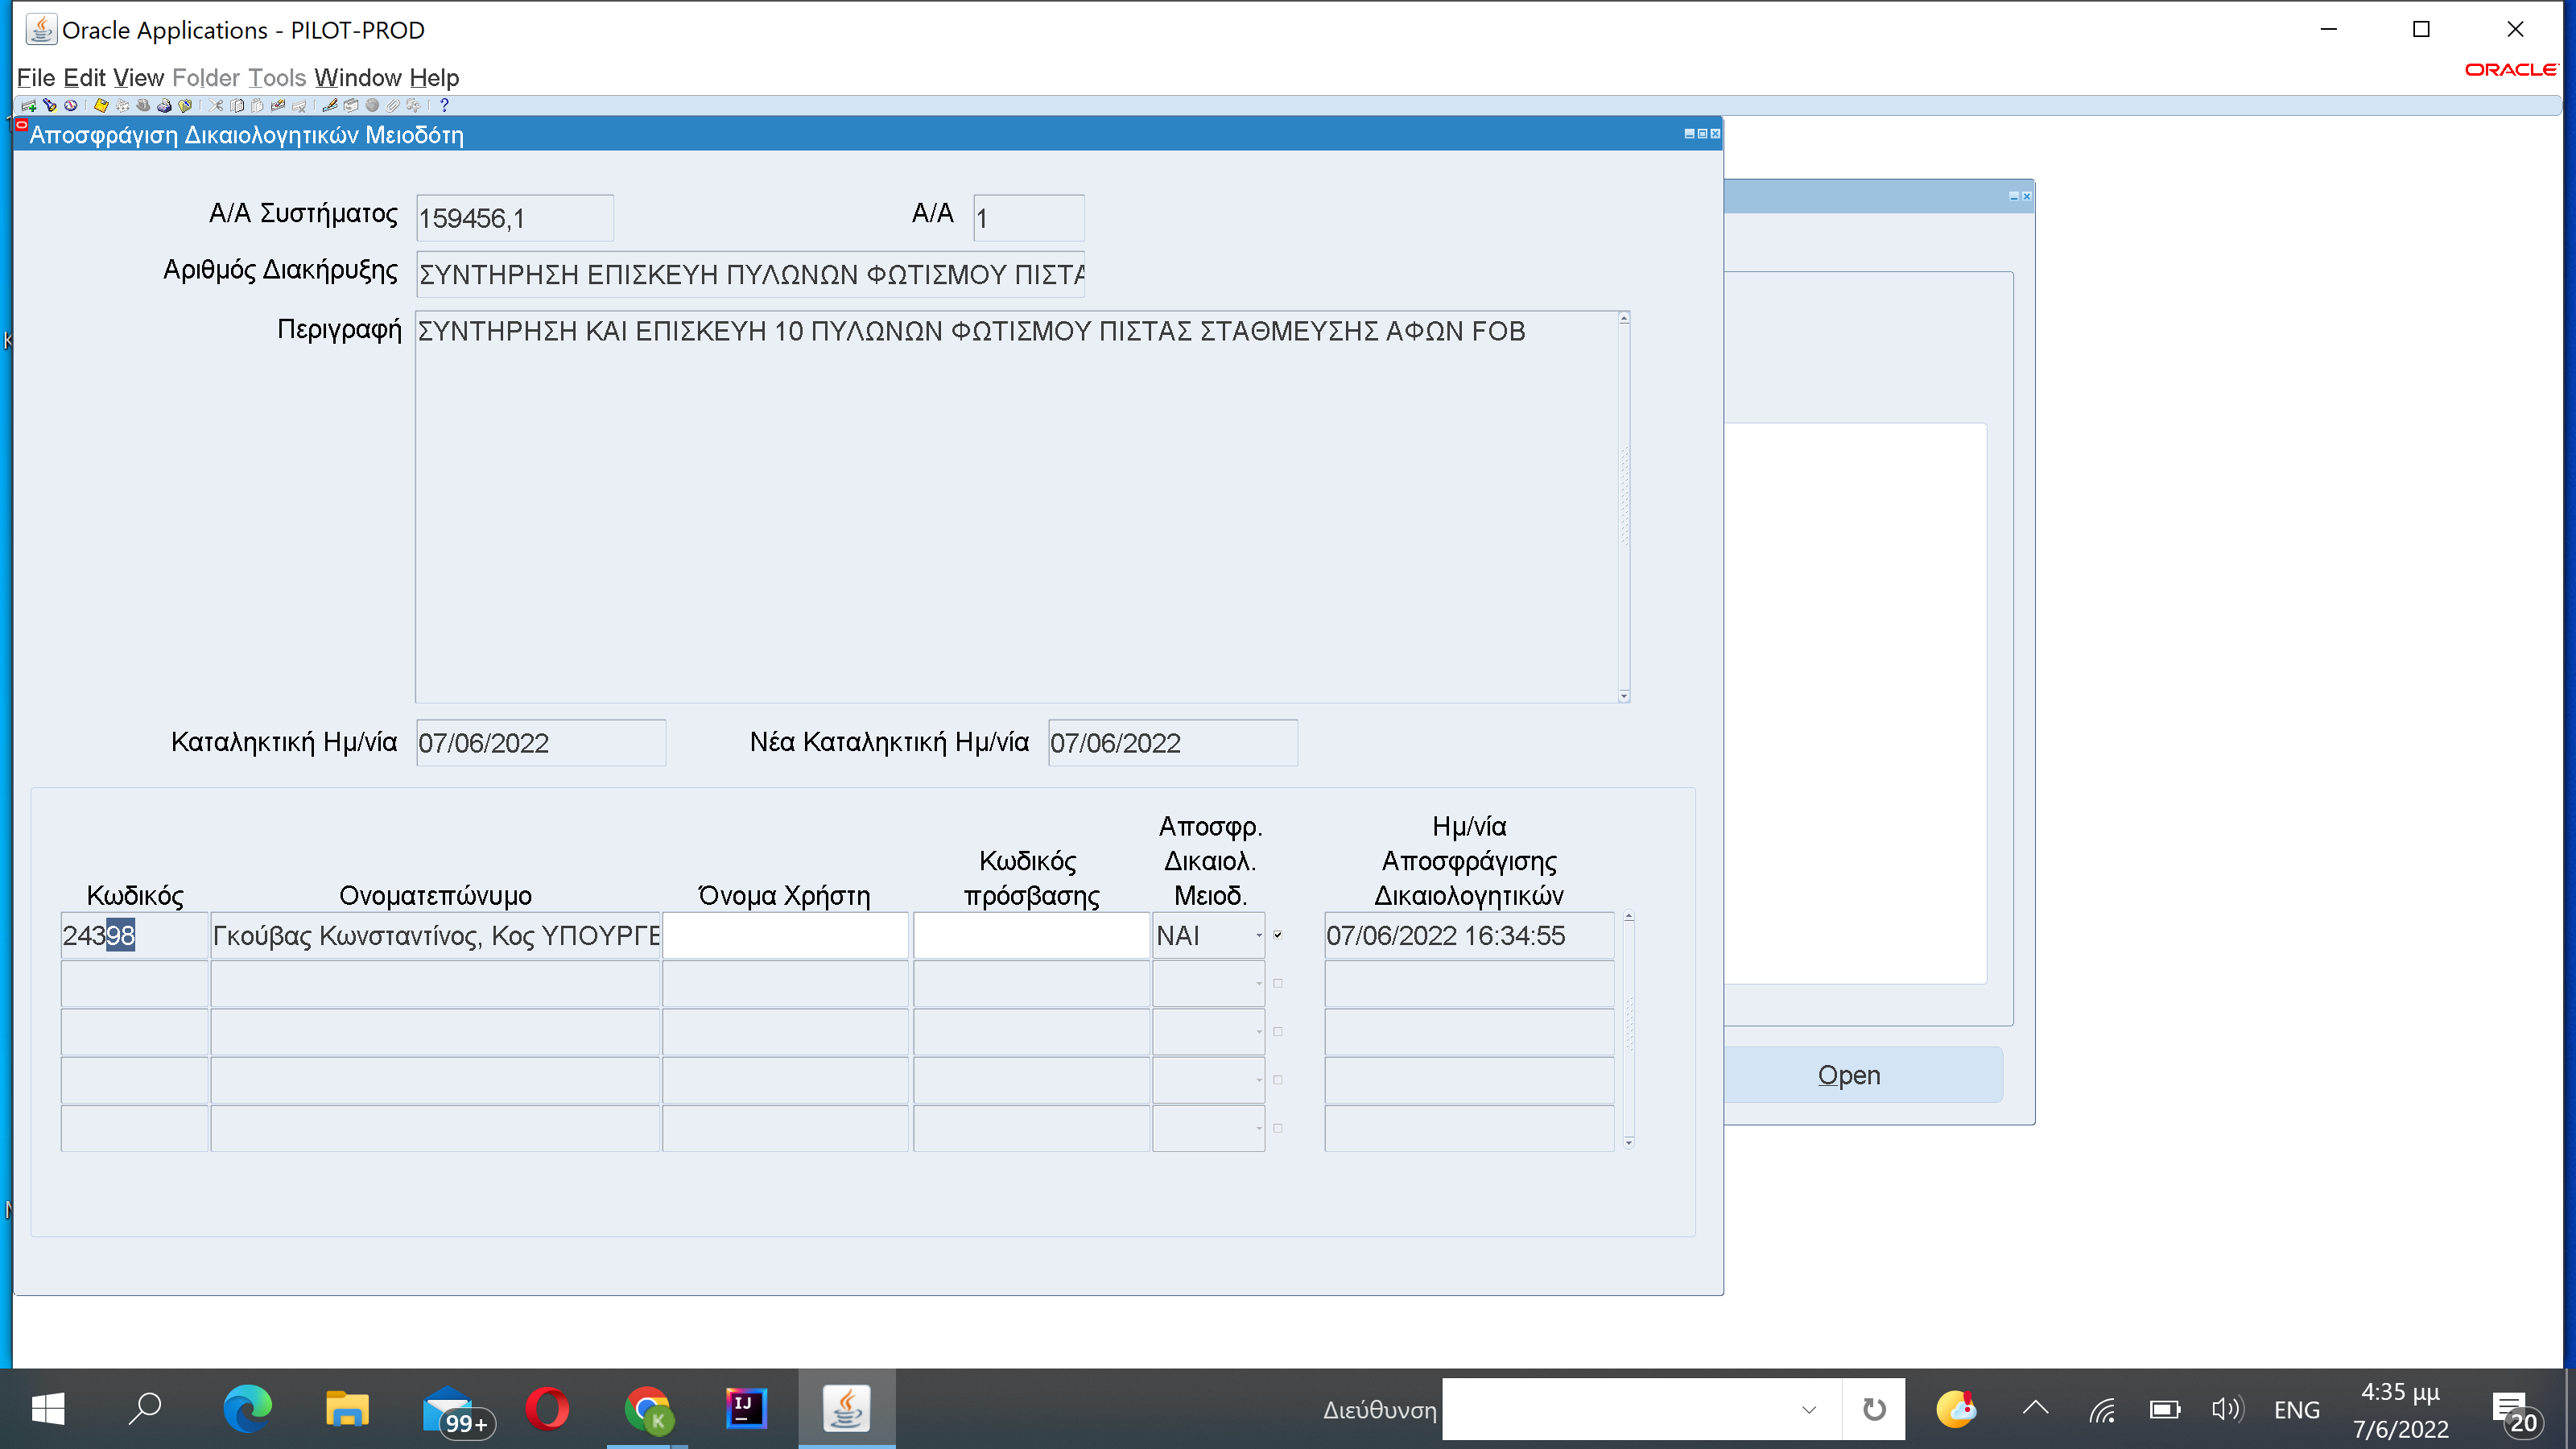 Oracle Applications - PILOT-PROD
File Edit View Folder Tools Window Help
ORACLE
Αποσφράγιση Δικαιολογητικών Μειοδότη
Α/Α Συστήματος 159456,1 Α/Α 1
Αριθμός Διακήρυξης ΣΥΝΤΗΡΗΣΗ ΕΠΙΣΚΕΥΗ ΠΥΛΩΝΩΝ ΦΩΤΙΣΜΟΥ ΠΙΣΤΑ
Περιγραφή ΣΥΝΤΗΡΗΣΗ ΚΑΙ ΕΠΙΣΚΕΥΗ 10 ΠΥΛΩΝΩΝ ΦΩΤΙΣΜΟΥ ΠΙΣΤΑΣ ΣΤΑΘΜΕΥΣΗΣ ΑΦΩΝ FOB
Καταληκτική Ημ/νία 07/06/2022 Νέα Καταληκτική Ημ/νία 07/06/2022
Αποσφρ. Ημ/νία
Κωδικός Δικαιολ. Αποσφράγισης
Κωδικός Ονοματεπώνυμο Όνομα Χρήστη πρόσβασης Μειοδ. Δικαιολογητικών
24398 Γκούβας Κωνσταντίνος, Κος ΥΠΟΥΡΓΕ ΝΑΙ 07/06/2022 16:34:55
Open
99+
K
IJ
Διεύθυνση
ENG
4:35 μμ
7/6/2022
20